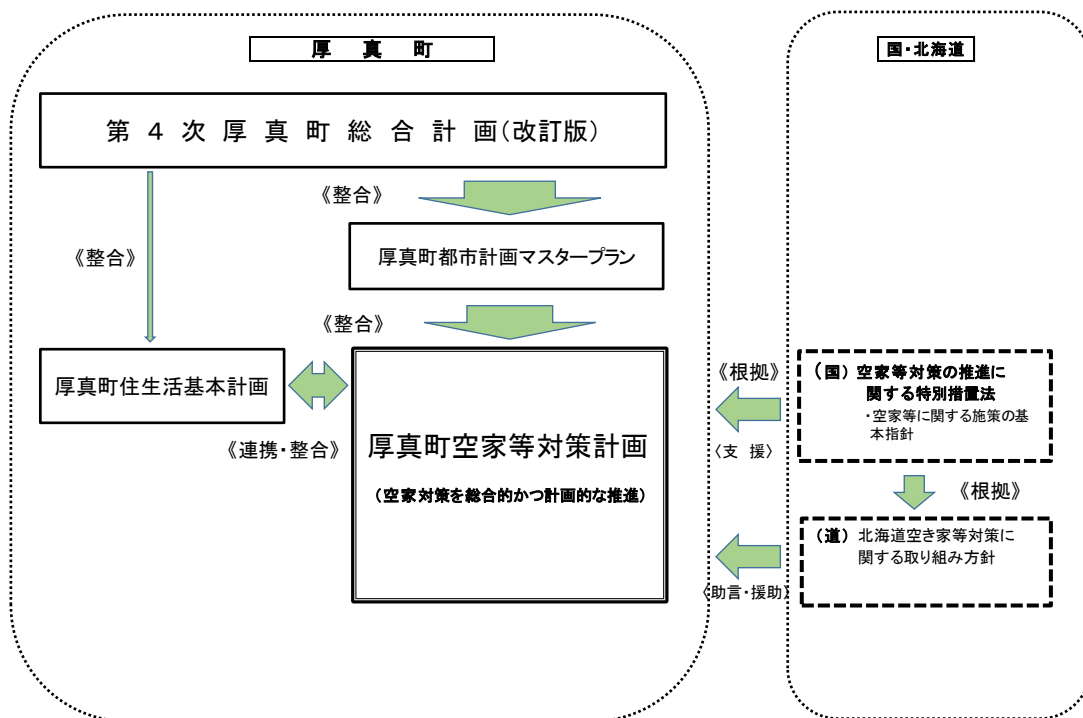 厚真町
国・北海道
第4次厚真町総合計画(改訂版)
《整合》
《整合》
厚真町都市計画マスタープラン
《整合》
厚真町住生活基本計画
《連携・整合》
厚真町空家等対策計画
(空家対策を総合的かつ計画的な推進)
《根拠》
〈支 援〉
(国) 空家等対策の推進に
関する特別措置法
・空家等に関する施策の基
本指針
《根拠》
(道) 北海道空き家等対策に
関する取り組み方針
〈助言・援助〉